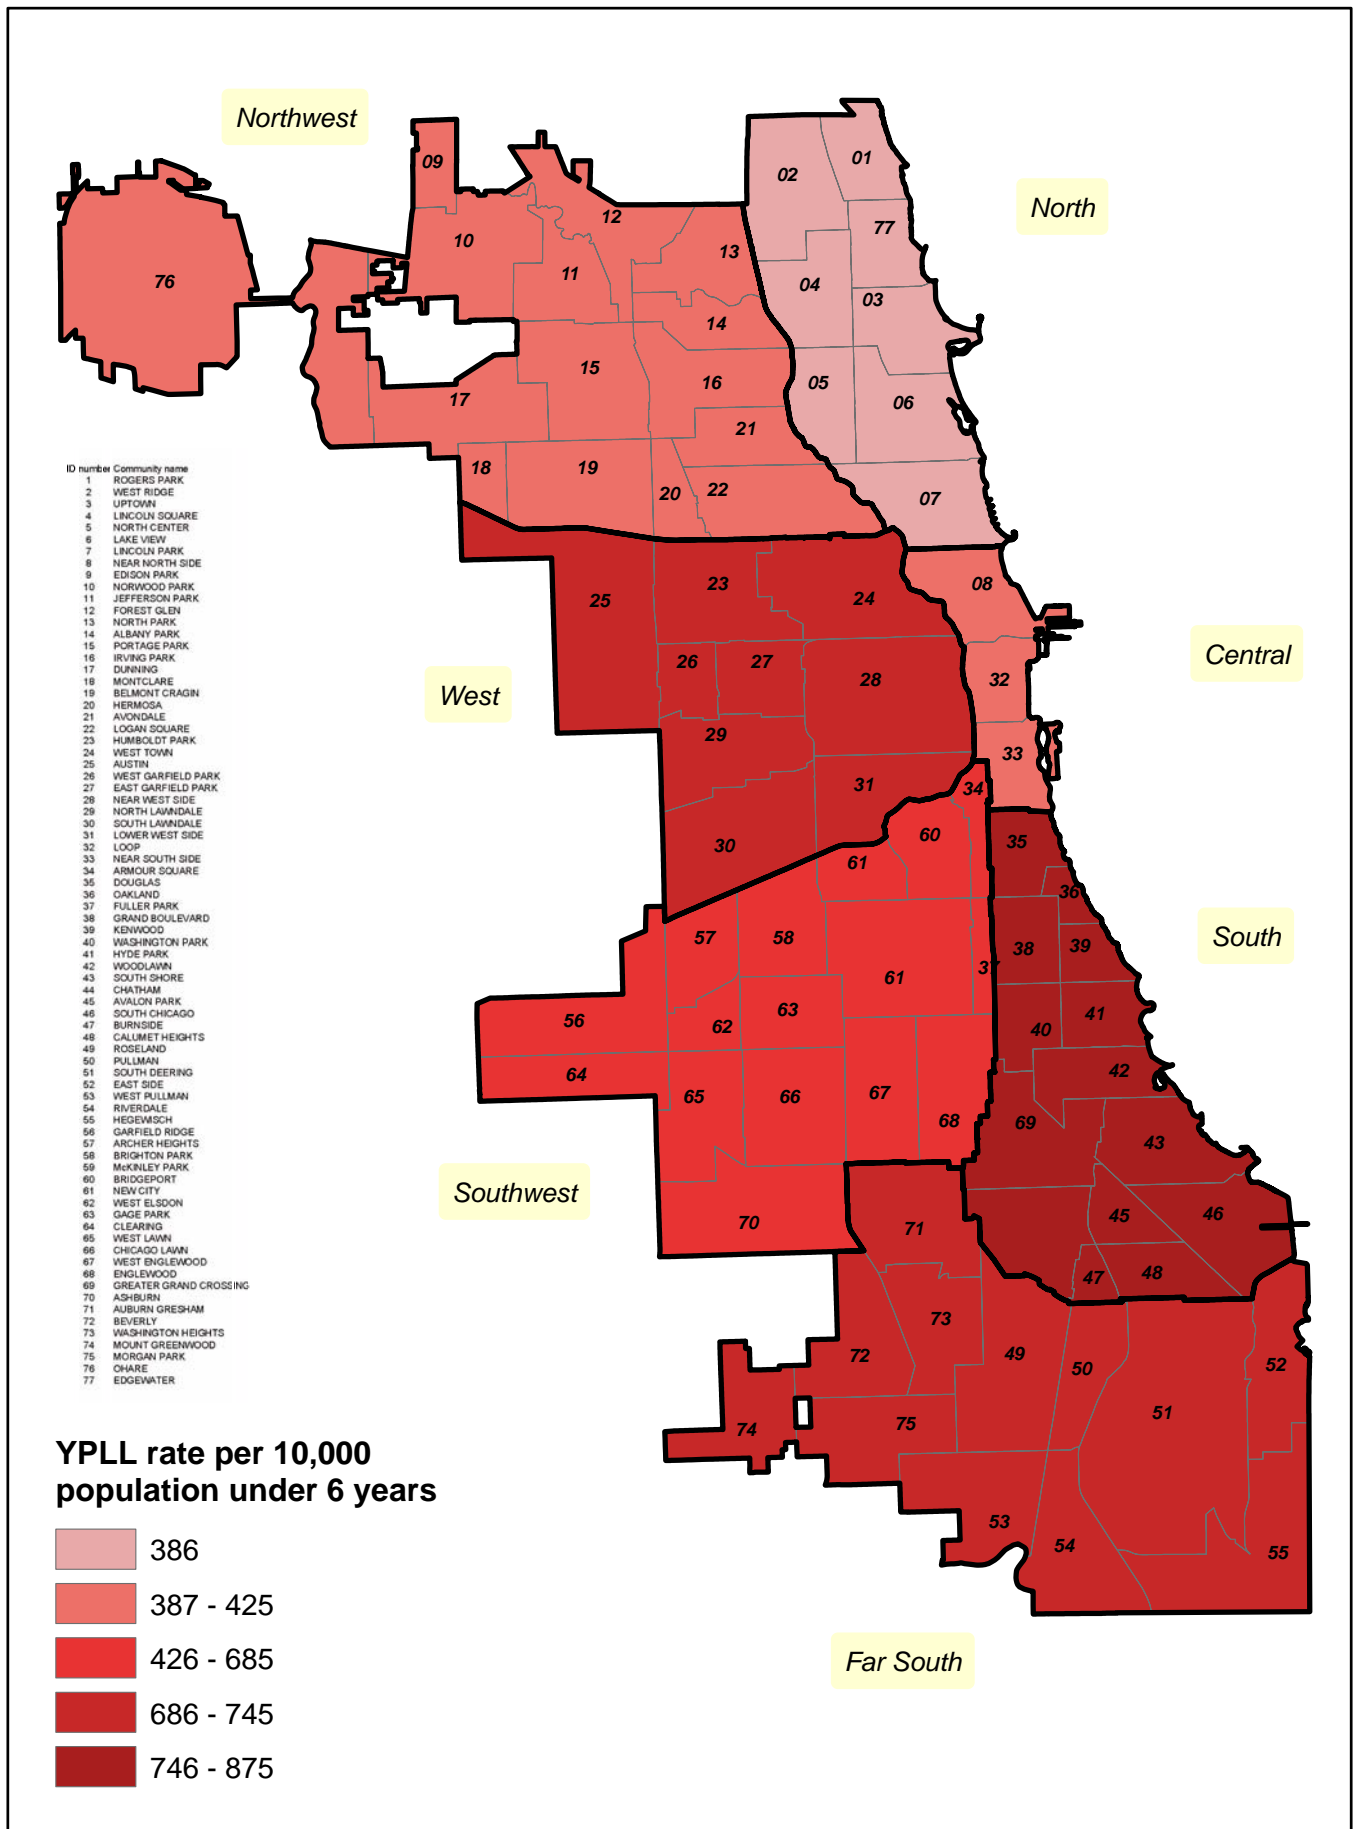 Northwest
North
Central
West
South
Southwest
Far South
09
12
10
11
13
76
14
15
16
17
21
18
19
20
22
02
01
77
04
03
05
06
07
23
25
24
26
27
28
29
31
30
08
32
33
34
60
61
57
58
61
37
56
63
62
64
65
66
67
68
70
35
36
38
39
41
40
42
69
43
45
46
47
48
71
73
72
49
50
52
51
74
75
53
54
55
ID number Community name
1 ROGERS PARK
2 WEST RIDGE
3 UPTOWN
4 LINCOLN SQUARE
5 NORTH CENTER
6 LAKE VIEW
7 LINCOLN PARK
8 NEAR NORTH SIDE
9 EDISON PARK
10 NORWOOD PARK
11 JEFFERSON PARK
12 FOREST GLEN
13 NORTH PARK
14 ALBANY PARK
15 PORTAGE PARK
16 IRVING PARK
17 DUNNING
18 MONTCLARE
19 BELMONT CRAGIN
20 HERMOSA
21 AVONDALE
22 LOGAN SQUARE
23 HUMBOLDT PARK
24 WEST TOWN
25 AUSTIN
26 WEST GARFIELD PARK
27 EAST GARFIELD PARK
28 NEAR WEST SIDE
29 NORTH LAWNDALE
30 SOUTH LAWNDALE
31 LOWER WEST SIDE
32 LOOP
33 NEAR SOUTH SIDE
34 ARMOUR SQUARE
35 DOUGLAS
36 OAKLAND
37 FULLER PARK
38 GRAND BOULEVARD
39 KENWOOD
40 WASHINGTON PARK
41 HYDE PARK
42 WOODLAWN
43 SOUTH SHORE
44 CHATHAM
45 AVALON PARK
46 SOUTH CHICAGO
47 BURNSIDE
48 CALUMET HEIGHTS
49 ROSELAND
50 PULLMAN
51 SOUTH DEERING
52 EAST SIDE
53 WEST PULLMAN
54 RIVERDALE
55 HEGEWISCH
56 GARFIELD RIDGE
57 ARCHER HEIGHTS
58 BRIGHTON PARK
59 McKINLEY PARK
60 BRIDGEPORT
61 NEW CITY
62 WEST ELSDON
63 GAGE PARK
64 CLEARING
65 WEST LAWN
66 CHICAGO LAWN
67 WEST ENGLEWOOD
68 ENGLEWOOD
69 GREATER GRAND CROSSING
70 ASHBURN
71 AUBURN GRESHAM
72 BEVERLY
73 WASHINGTON HEIGHTS
74 MOUNT GREENWOOD
75 MORGAN PARK
76 OHARE
77 EDGEWATER
YPLL rate per 10,000
population under 6 years
386
387 - 425
426 - 685
686 - 745
746 - 875